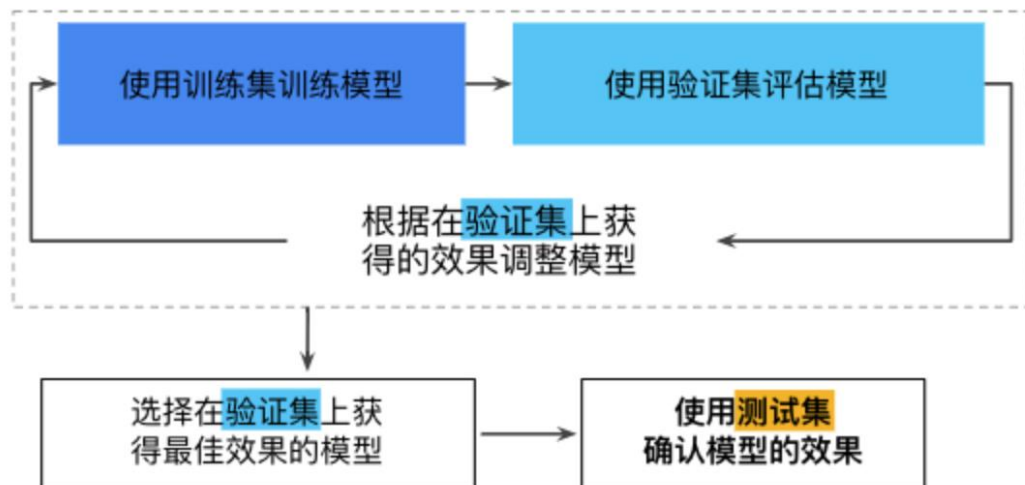 使用训练集训练模型
使用验证集评估模型
根据在验证集上获
得的效果调整模型
选择在验证集上获
得最佳效果的模型
使用测试集
确认模型的效果